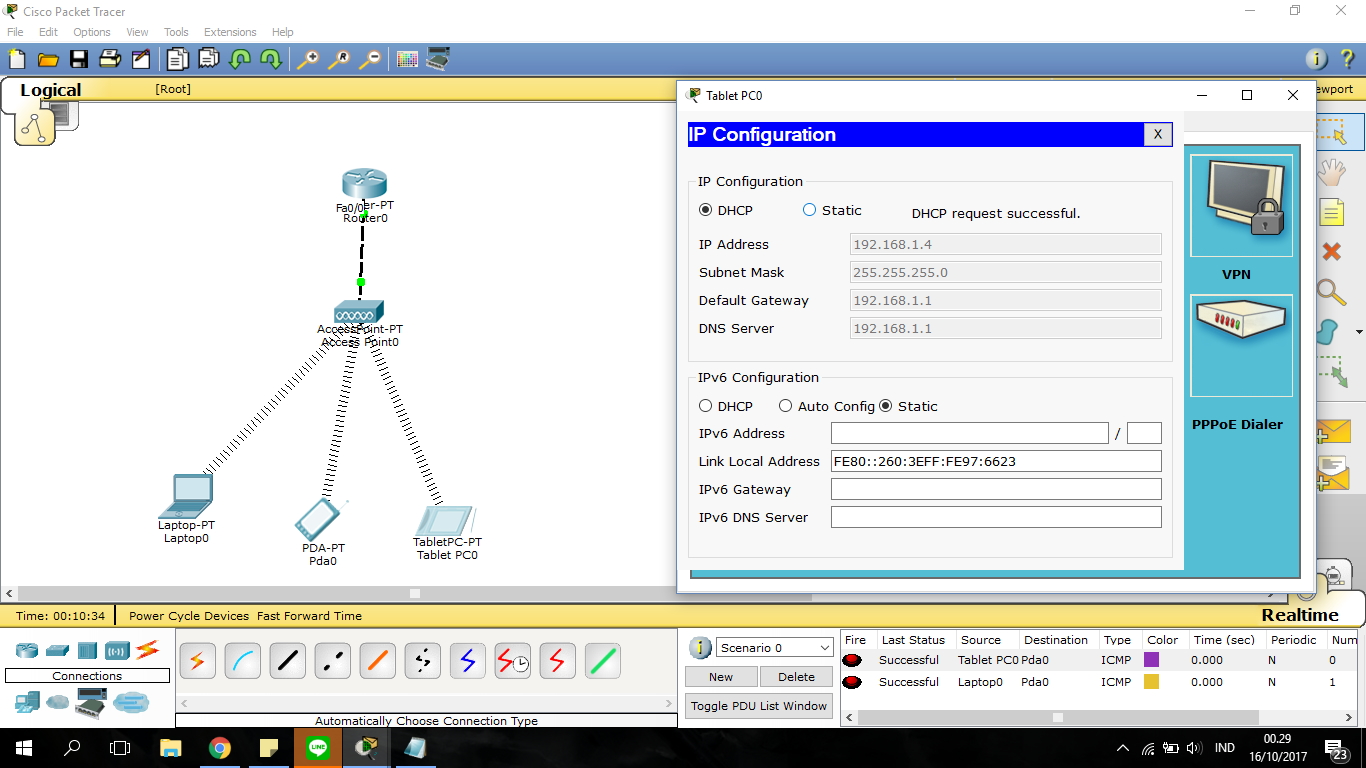 Cisco Packet Tracer
File Edit Options View Tools Extensions Help
Logical
[Root]
Fa0/0
er-PT
Router0
AccessPoint-PT
Access Point0
Laptop-PT
Laptop0
PDA-PT
Pda0
TabletPC-PT
Tablet PC0
Tablet PC0
IP Configuration X
IP Configuration
DHCP Static DHCP request successful.
IP Address 192.168.1.4
Subnet Mask 255.255.255.0
Default Gateway 192.168.1.1
DNS Server 192.168.1.1
IPv6 Configuration
DHCP Auto Config Static
IPv6 Address /
Link Local Address FE80::260:3EFF:FE97:6623
IPv6 Gateway
IPv6 DNS Server
VPN
PPPoE Dialer
ewport
Time: 00:10:34 Power Cycle Devices Fast Forward Time
Realtime
Connections
Automatically Choose Connection Type
Scenario 0
New Delete
Toggle PDU List Window
Fire Last Status Source Destination Type Color Time (sec) Periodic Num
Successful Tablet PC0 Pda0 ICMP 0.000 N 0
Successful Laptop0 Pda0 ICMP 0.000 N 1
LINE
IND
00.29
16/10/2017
23